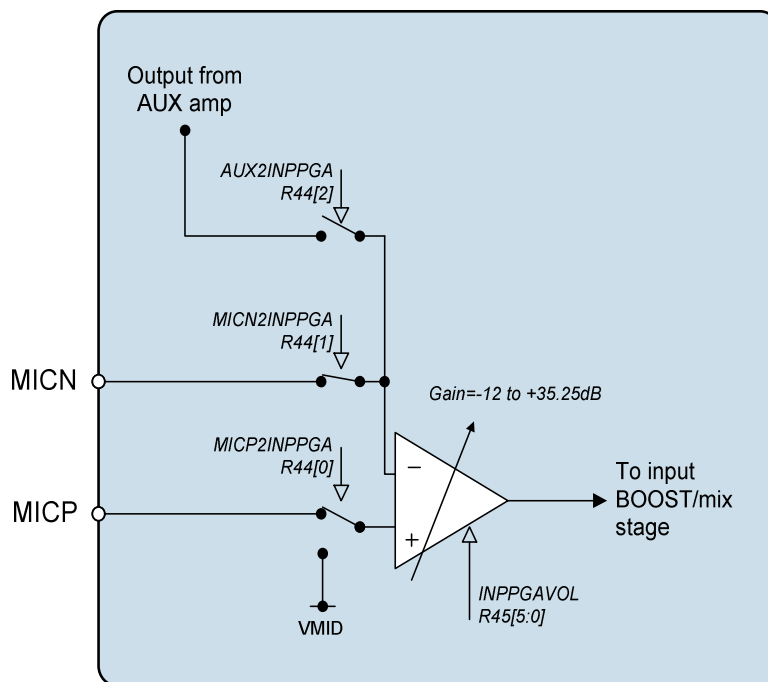 Output from
AUX amp
AUX2INPPGA
R44[2]
MICN2INPPGA
R44[1]
MICN
Gain=-12 to +35.25dB
MICP2INPPGA
R44[0]
−
To input
BOOST/mix
stage
MICP
+
INPPGAVOL
R45[5:0]
VMID